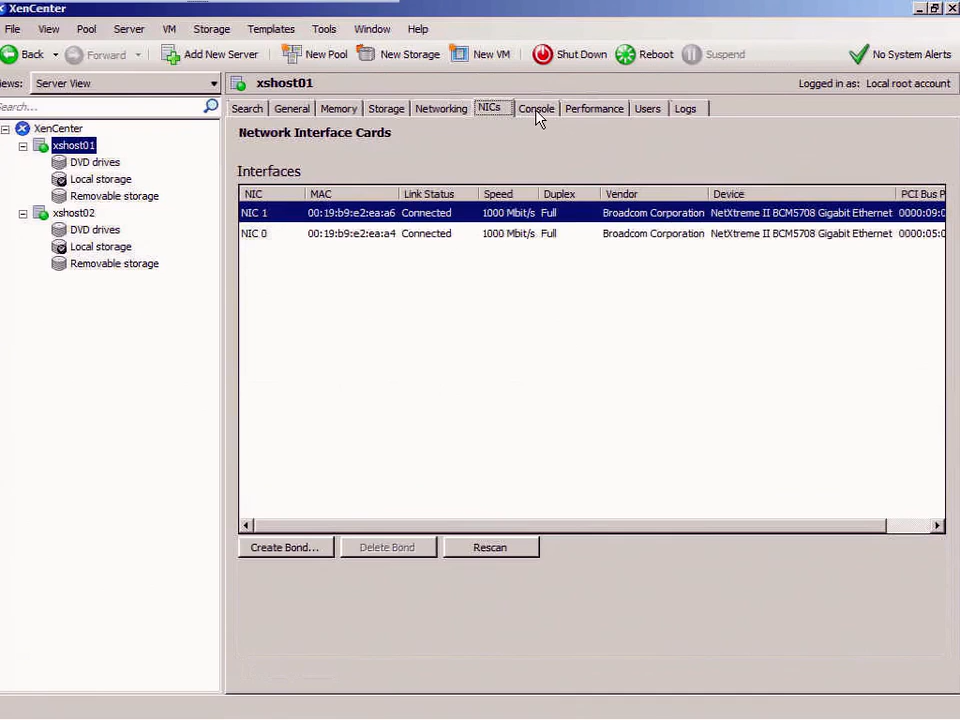 XenCenter
File View Pool Server VM Storage Templates Tools Window Help
Back Forward Add New Server New Pool New Storage New VM Shut Down Reboot Suspend No System Alerts
iews: Server View xshost01 Logged in as: Local root account
Search...
Search General Memory Storage Networking NICs Console Performance Users Logs
XenCenter
xshost01
DVD drives
Local storage
Removable storage
xshost02
DVD drives
Local storage
Removable storage
Network Interface Cards
Interfaces
NIC MAC Link Status Speed Duplex Vendor Device PCI Bus P
NIC 1 00:19:b9:e2:ea:a6 Connected 1000 Mbit/s Full Broadcom Corporation NetXtreme II BCM5708 Gigabit Ethernet 0000:09:0
NIC 0 00:19:b9:e2:ea:a4 Connected 1000 Mbit/s Full Broadcom Corporation NetXtreme II BCM5708 Gigabit Ethernet 0000:05:0
Create Bond... Delete Bond Rescan